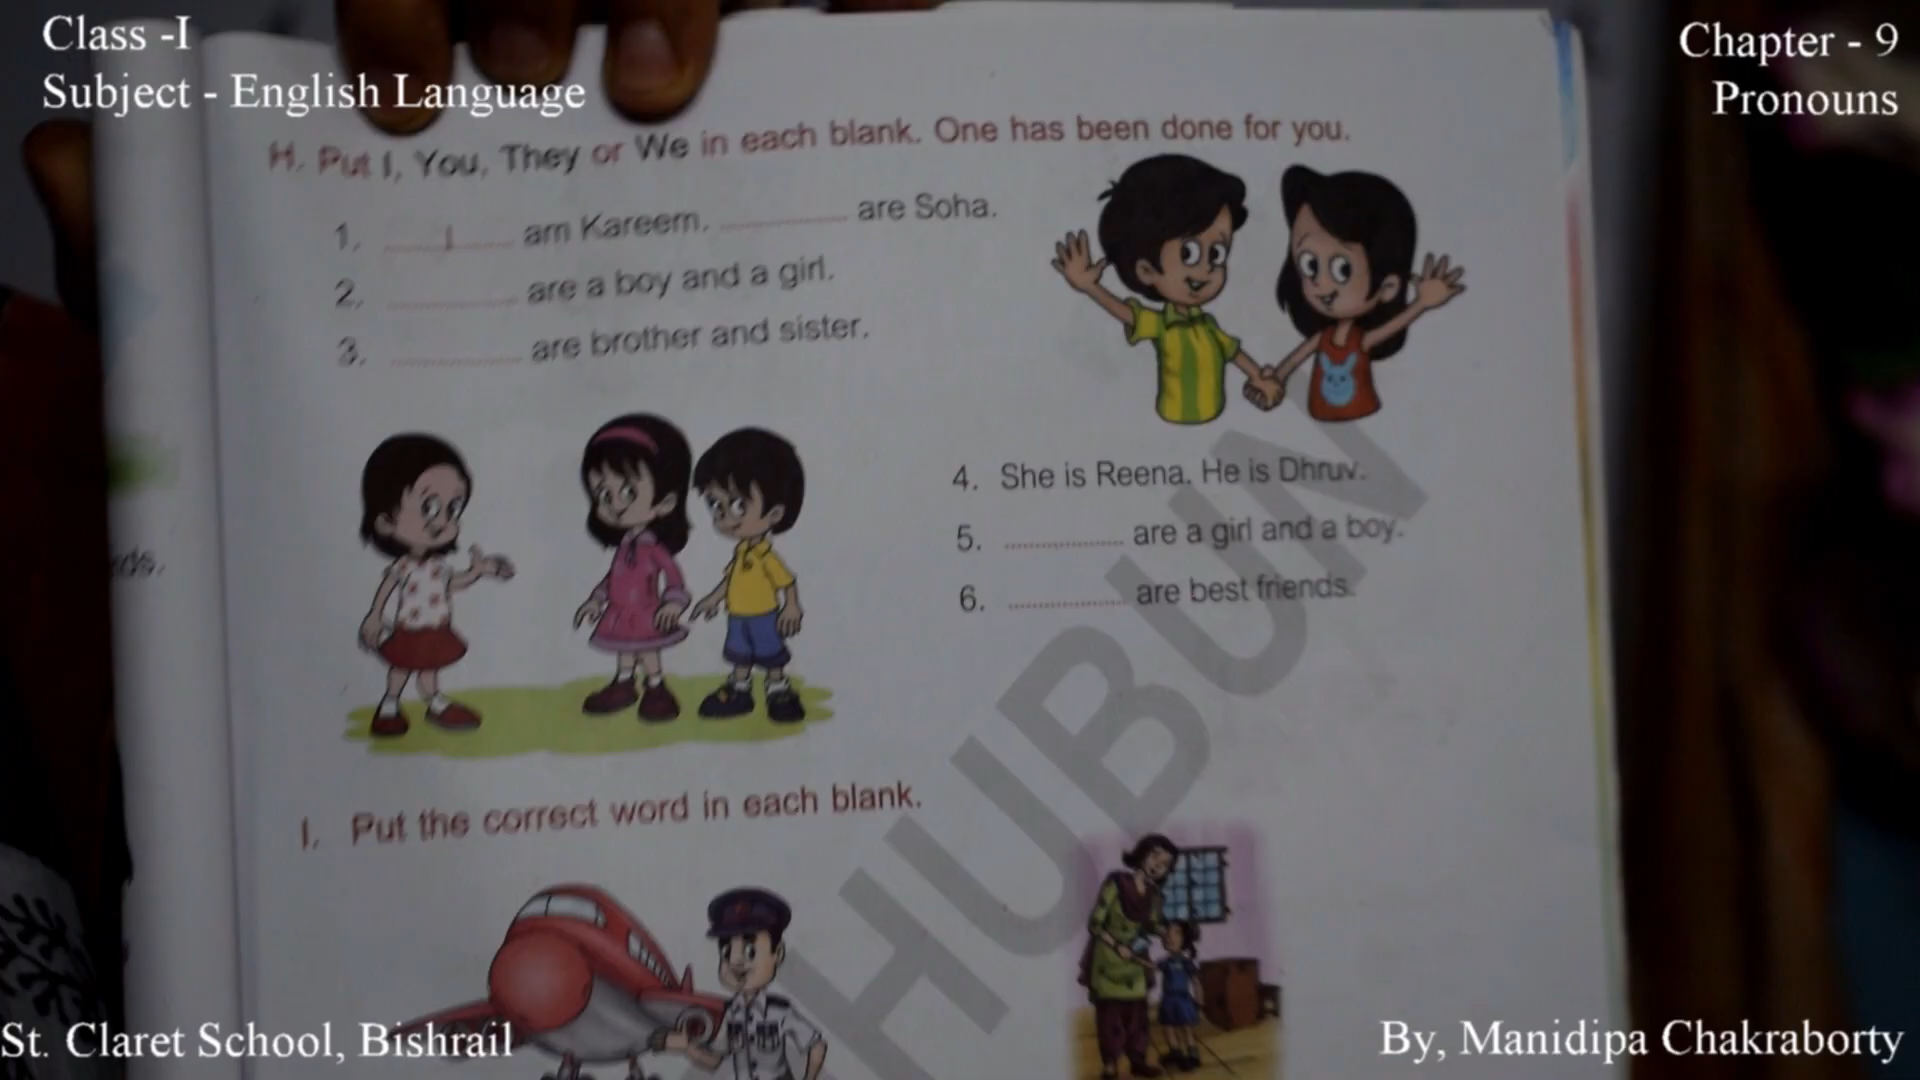 Class -I
Subject - English Language
Chapter - 9
Pronouns
H. Put I, You, They or We in each blank. One has been done for you.
1. ..........I.......... am Kareem. .................... are Soha.
2. .................... are a boy and a girl.
3. .................... are brother and sister.
4. She is Reena. He is Dhruv.
5. .................... are a girl and a boy.
6. .................... are best friends.
I. Put the correct word in each blank.
HUBUN
St. Claret School, Bishrail
By, Manidipa Chakraborty